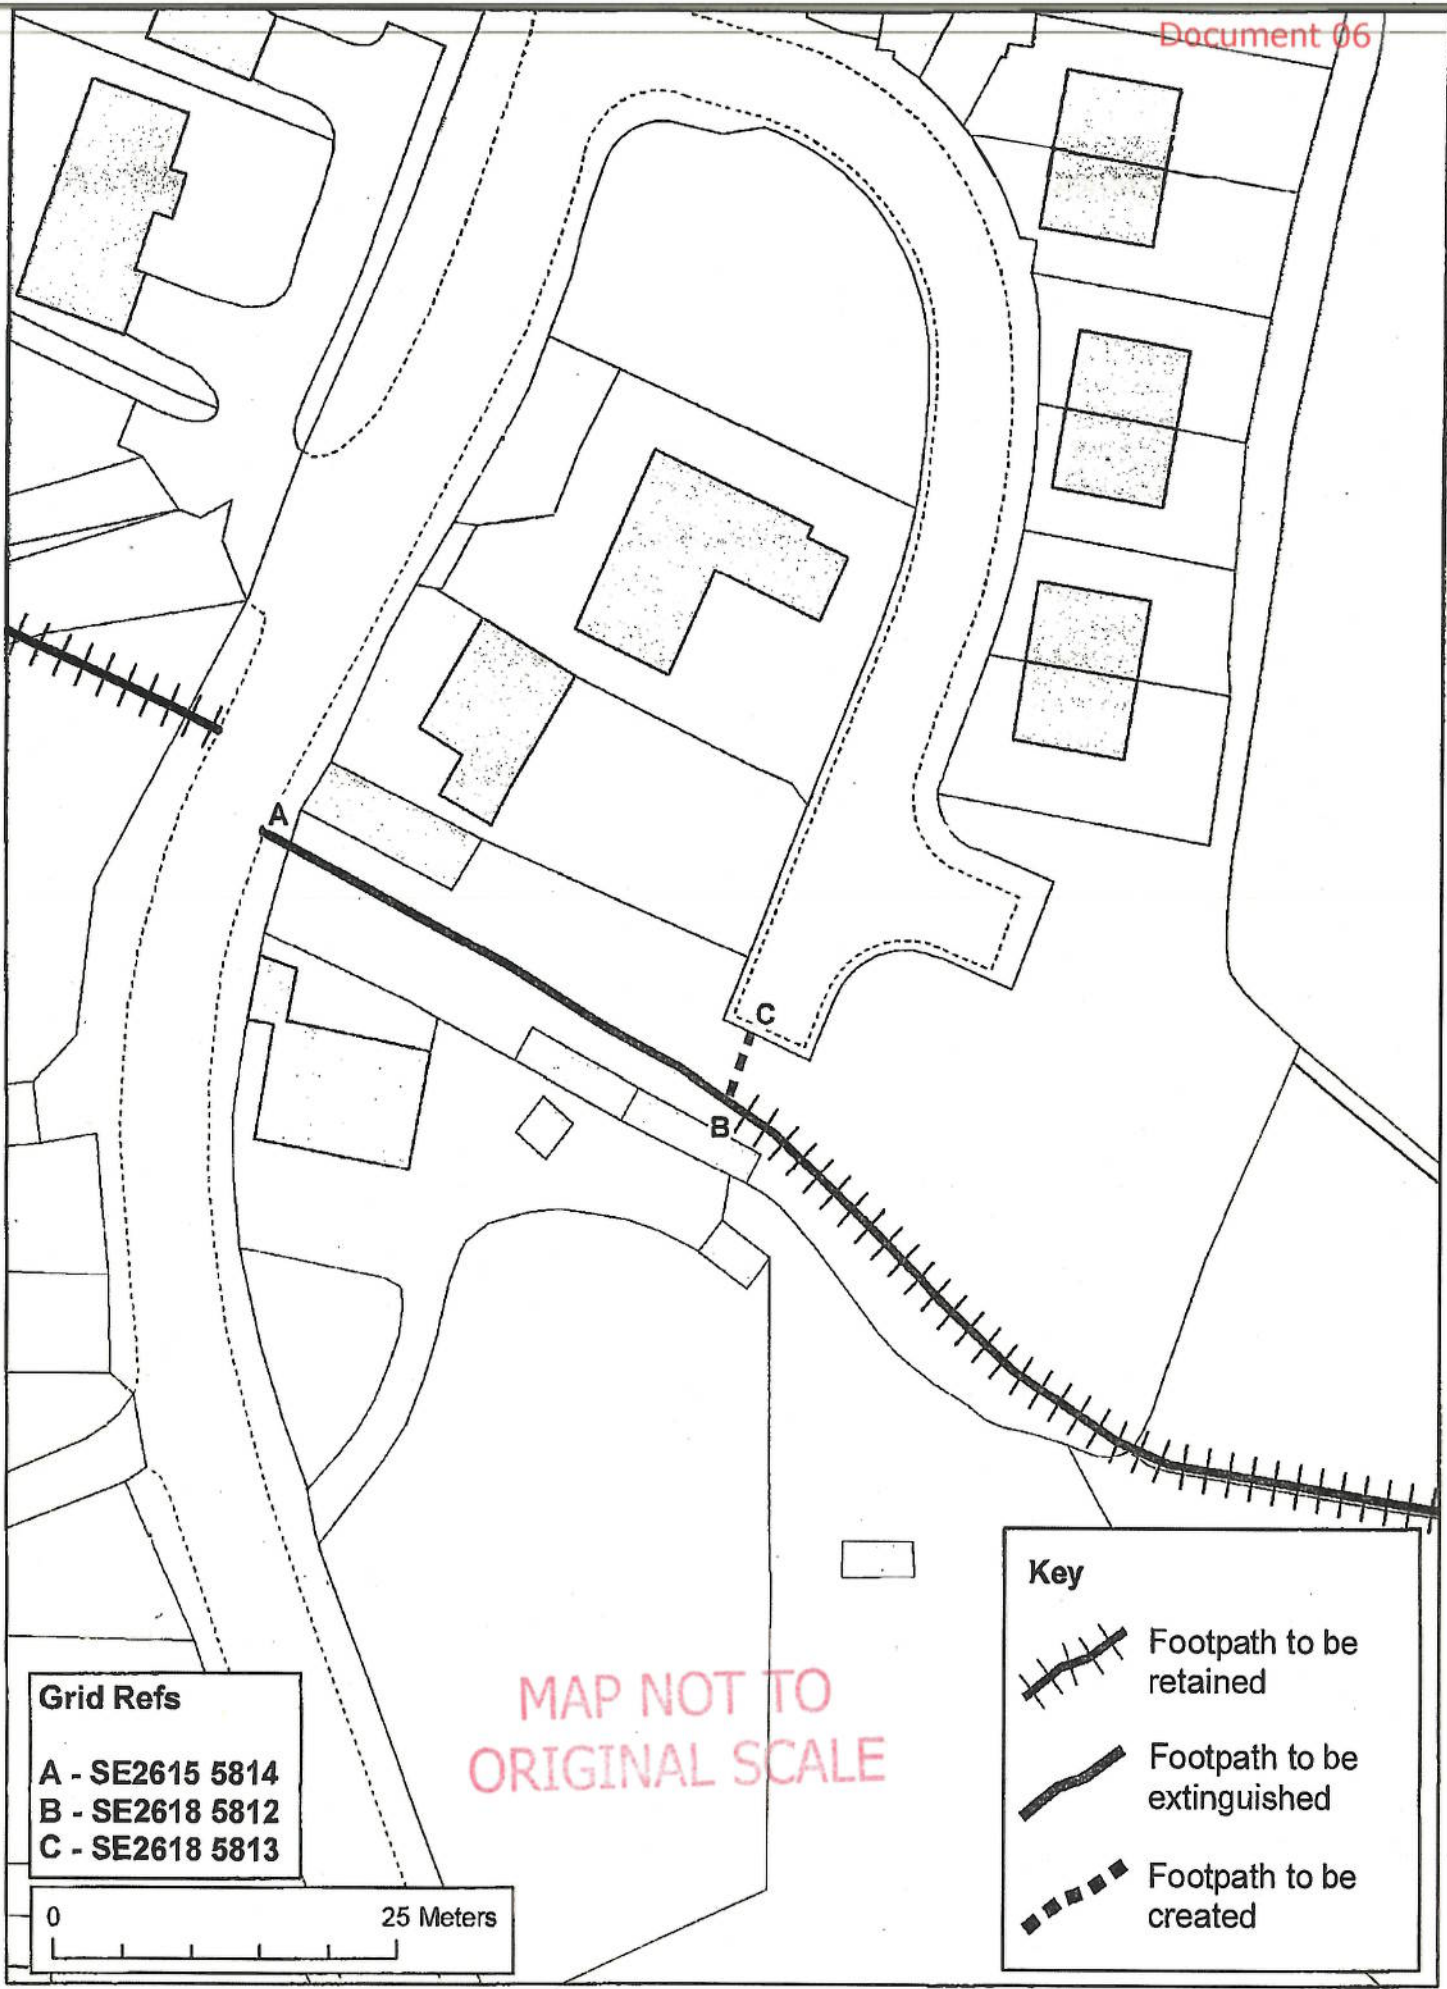 Document 06
A
C
B
Key
Footpath to be
retained
Footpath to be
extinguished
Footpath to be
created
MAP NOT TO
ORIGINAL SCALE
Grid Refs
A - SE2615 5814
B - SE2618 5812
C - SE2618 5813
0 25 Meters